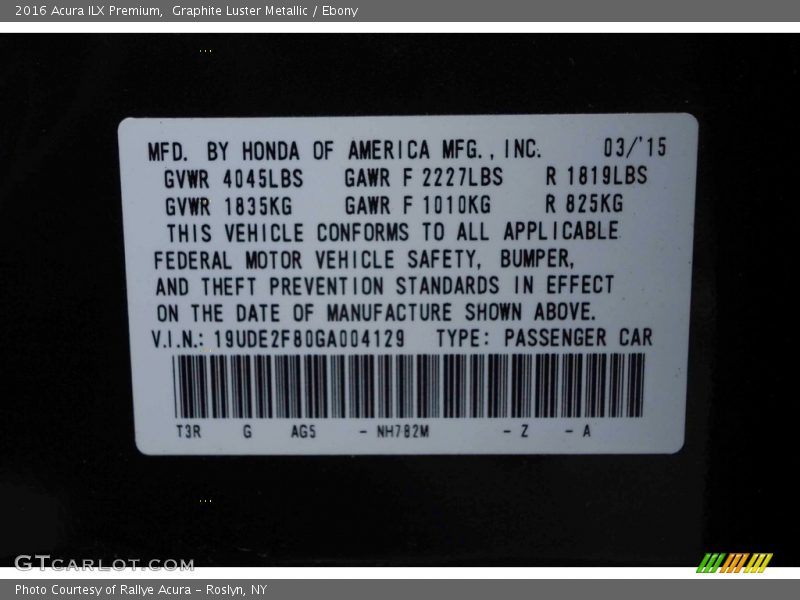 2016 Acura ILX Premium,  Graphite Luster Metallic / Ebony
MFD. BY HONDA OF AMERICA MFG., INC. 03/'15
GVWR 4045LBS GAWR F 2227LBS R 1819LBS
GVWR 1835KG GAWR F 1010KG R 825KG
THIS VEHICLE CONFORMS TO ALL APPLICABLE
FEDERAL MOTOR VEHICLE SAFETY, BUMPER,
AND THEFT PREVENTION STANDARDS IN EFFECT
ON THE DATE OF MANUFACTURE SHOWN ABOVE.
V.I.N.: 19UDE2F80GA004129 TYPE: PASSENGER CAR
T3R G AG5 - NH782M - Z - A
GTCARLOT.COM
Photo Courtesy of Rallye Acura - Roslyn, NY